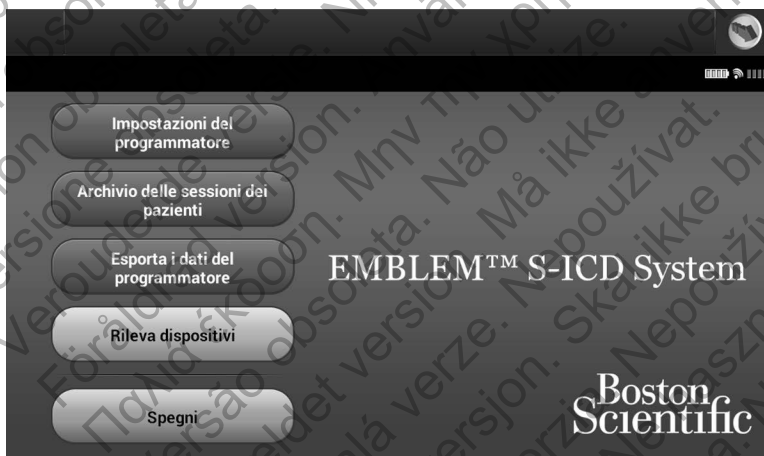 Impostazioni del
programmatore
Archivio delle sessioni dei
pazienti
Esporta i dati del
programmatore
EMBLEM™ S-ICD System
Rileva dispositivi
Spegni
Boston
Scientific